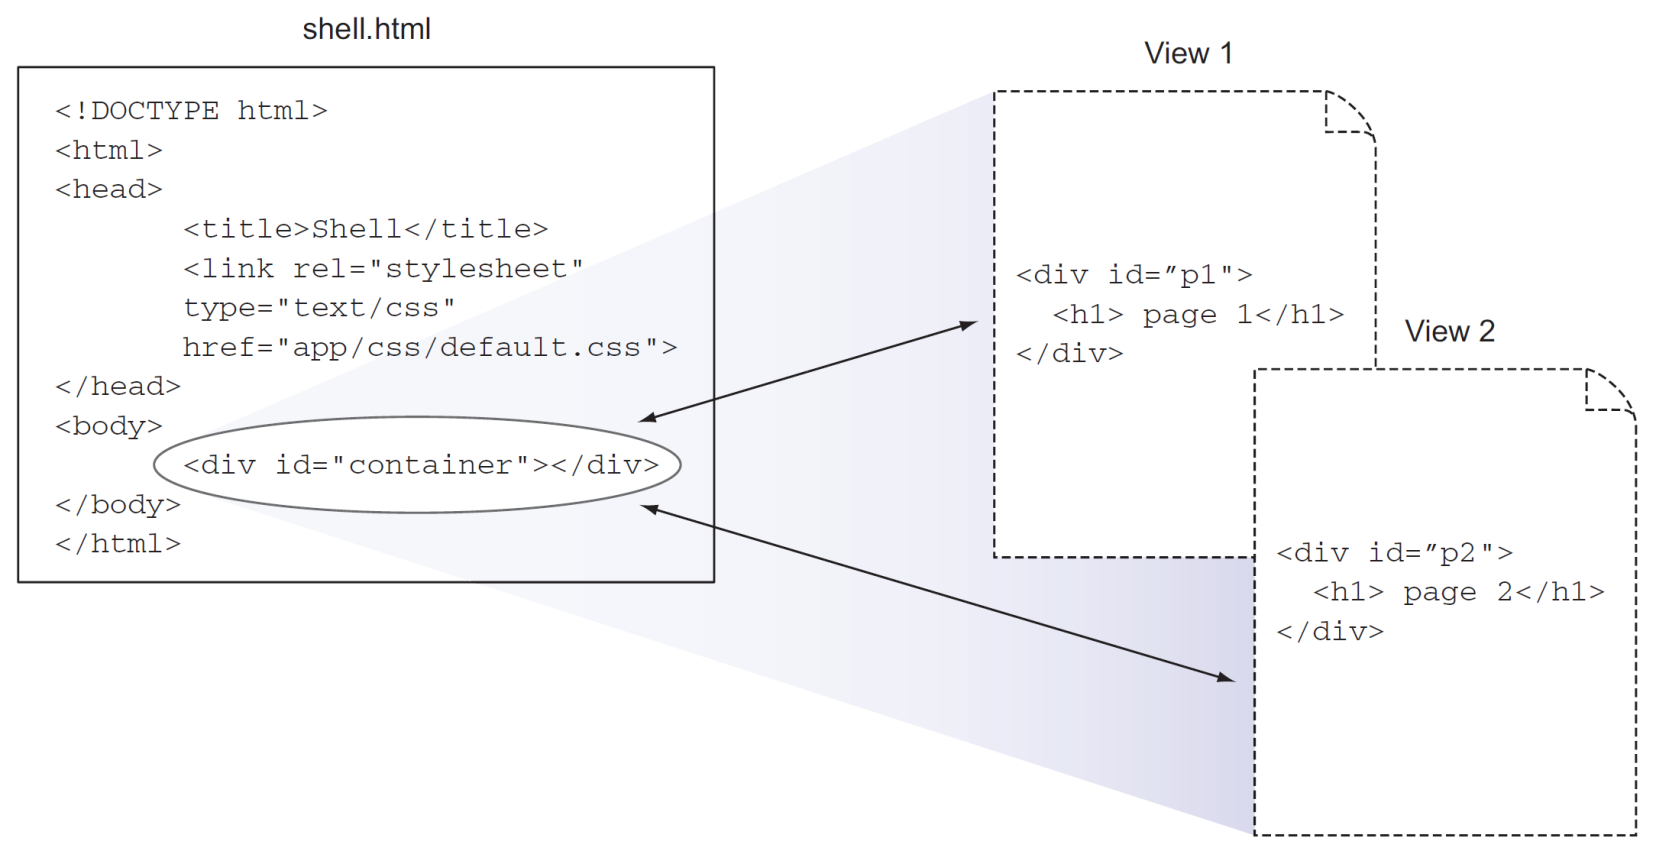 shell.html
<!DOCTYPE html>
<html>
<head>
<title>Shell</title>
<link rel="stylesheet"
type="text/css"
href="app/css/default.css">
</head>
<body>
<div id="container"></div>
</body>
</html>
View 1
<div id=”p1">
<h1> page 1</h1>
</div>
View 2
<div id=”p2">
<h1> page 2</h1>
</div>